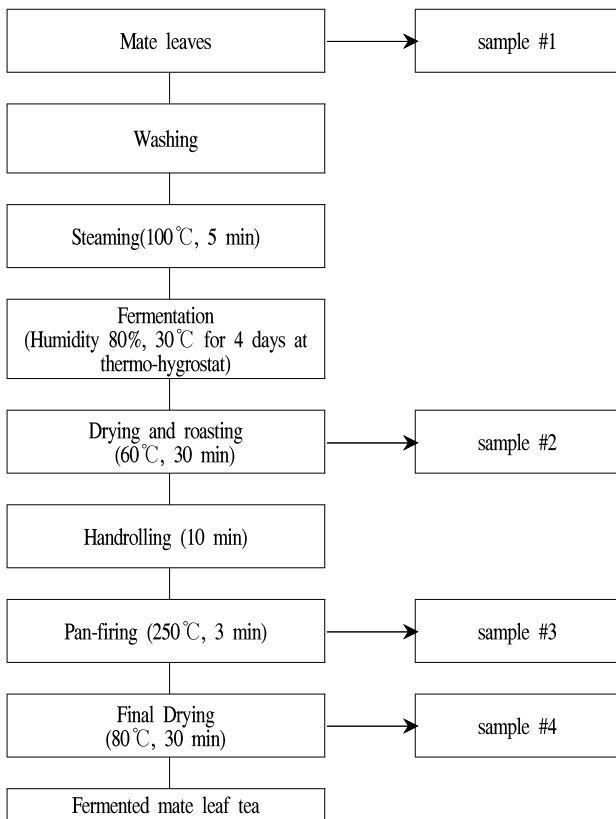 Mate leaves
sample #1
Washing
Steaming(100℃, 5 min)
Fermentation
(Humidity 80%, 30℃ for 4 days at
thermo-hygrostat)
Drying and roasting
(60℃, 30 min)
sample #2
Handrolling (10 min)
Pan-firing (250℃, 3 min)
sample #3
Final Drying
(80℃, 30 min)
sample #4
Fermented mate leaf tea